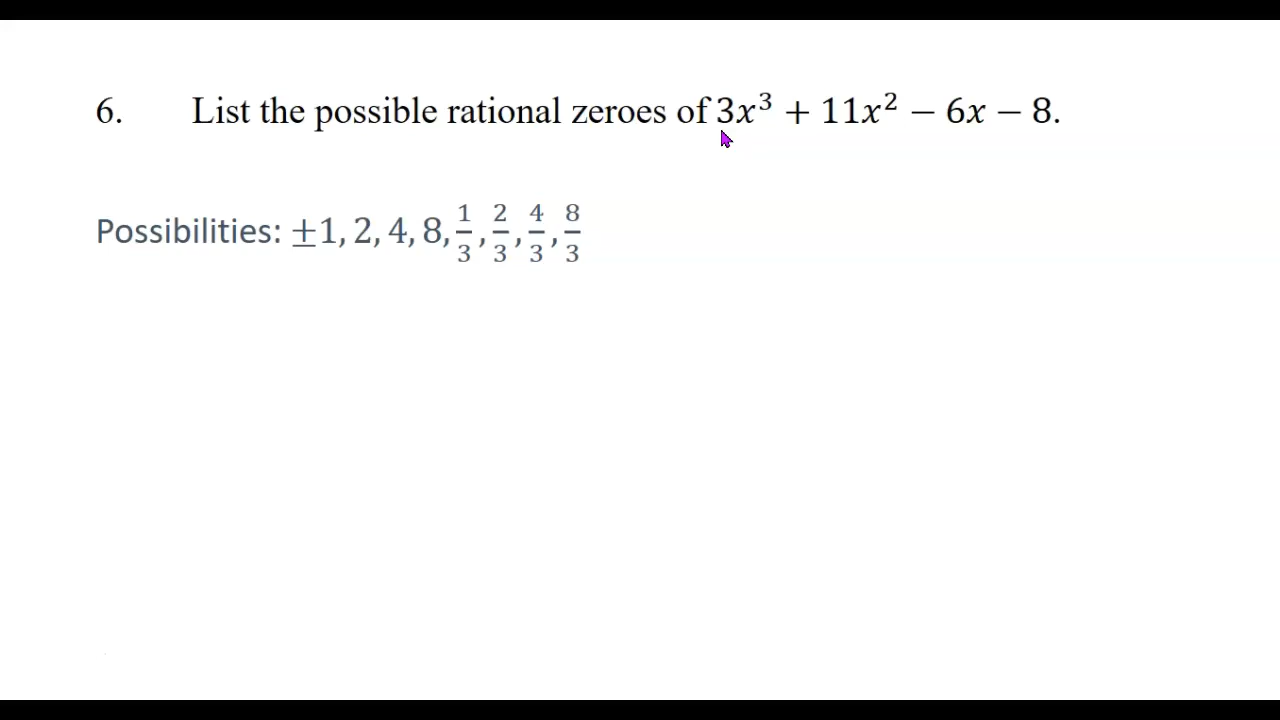 6. List the possible rational zeroes of 3x³ + 11x² − 6x − 8.
Possibilities: ±1, 2, 4, 8, 1/3, 2/3, 4/3, 8/3